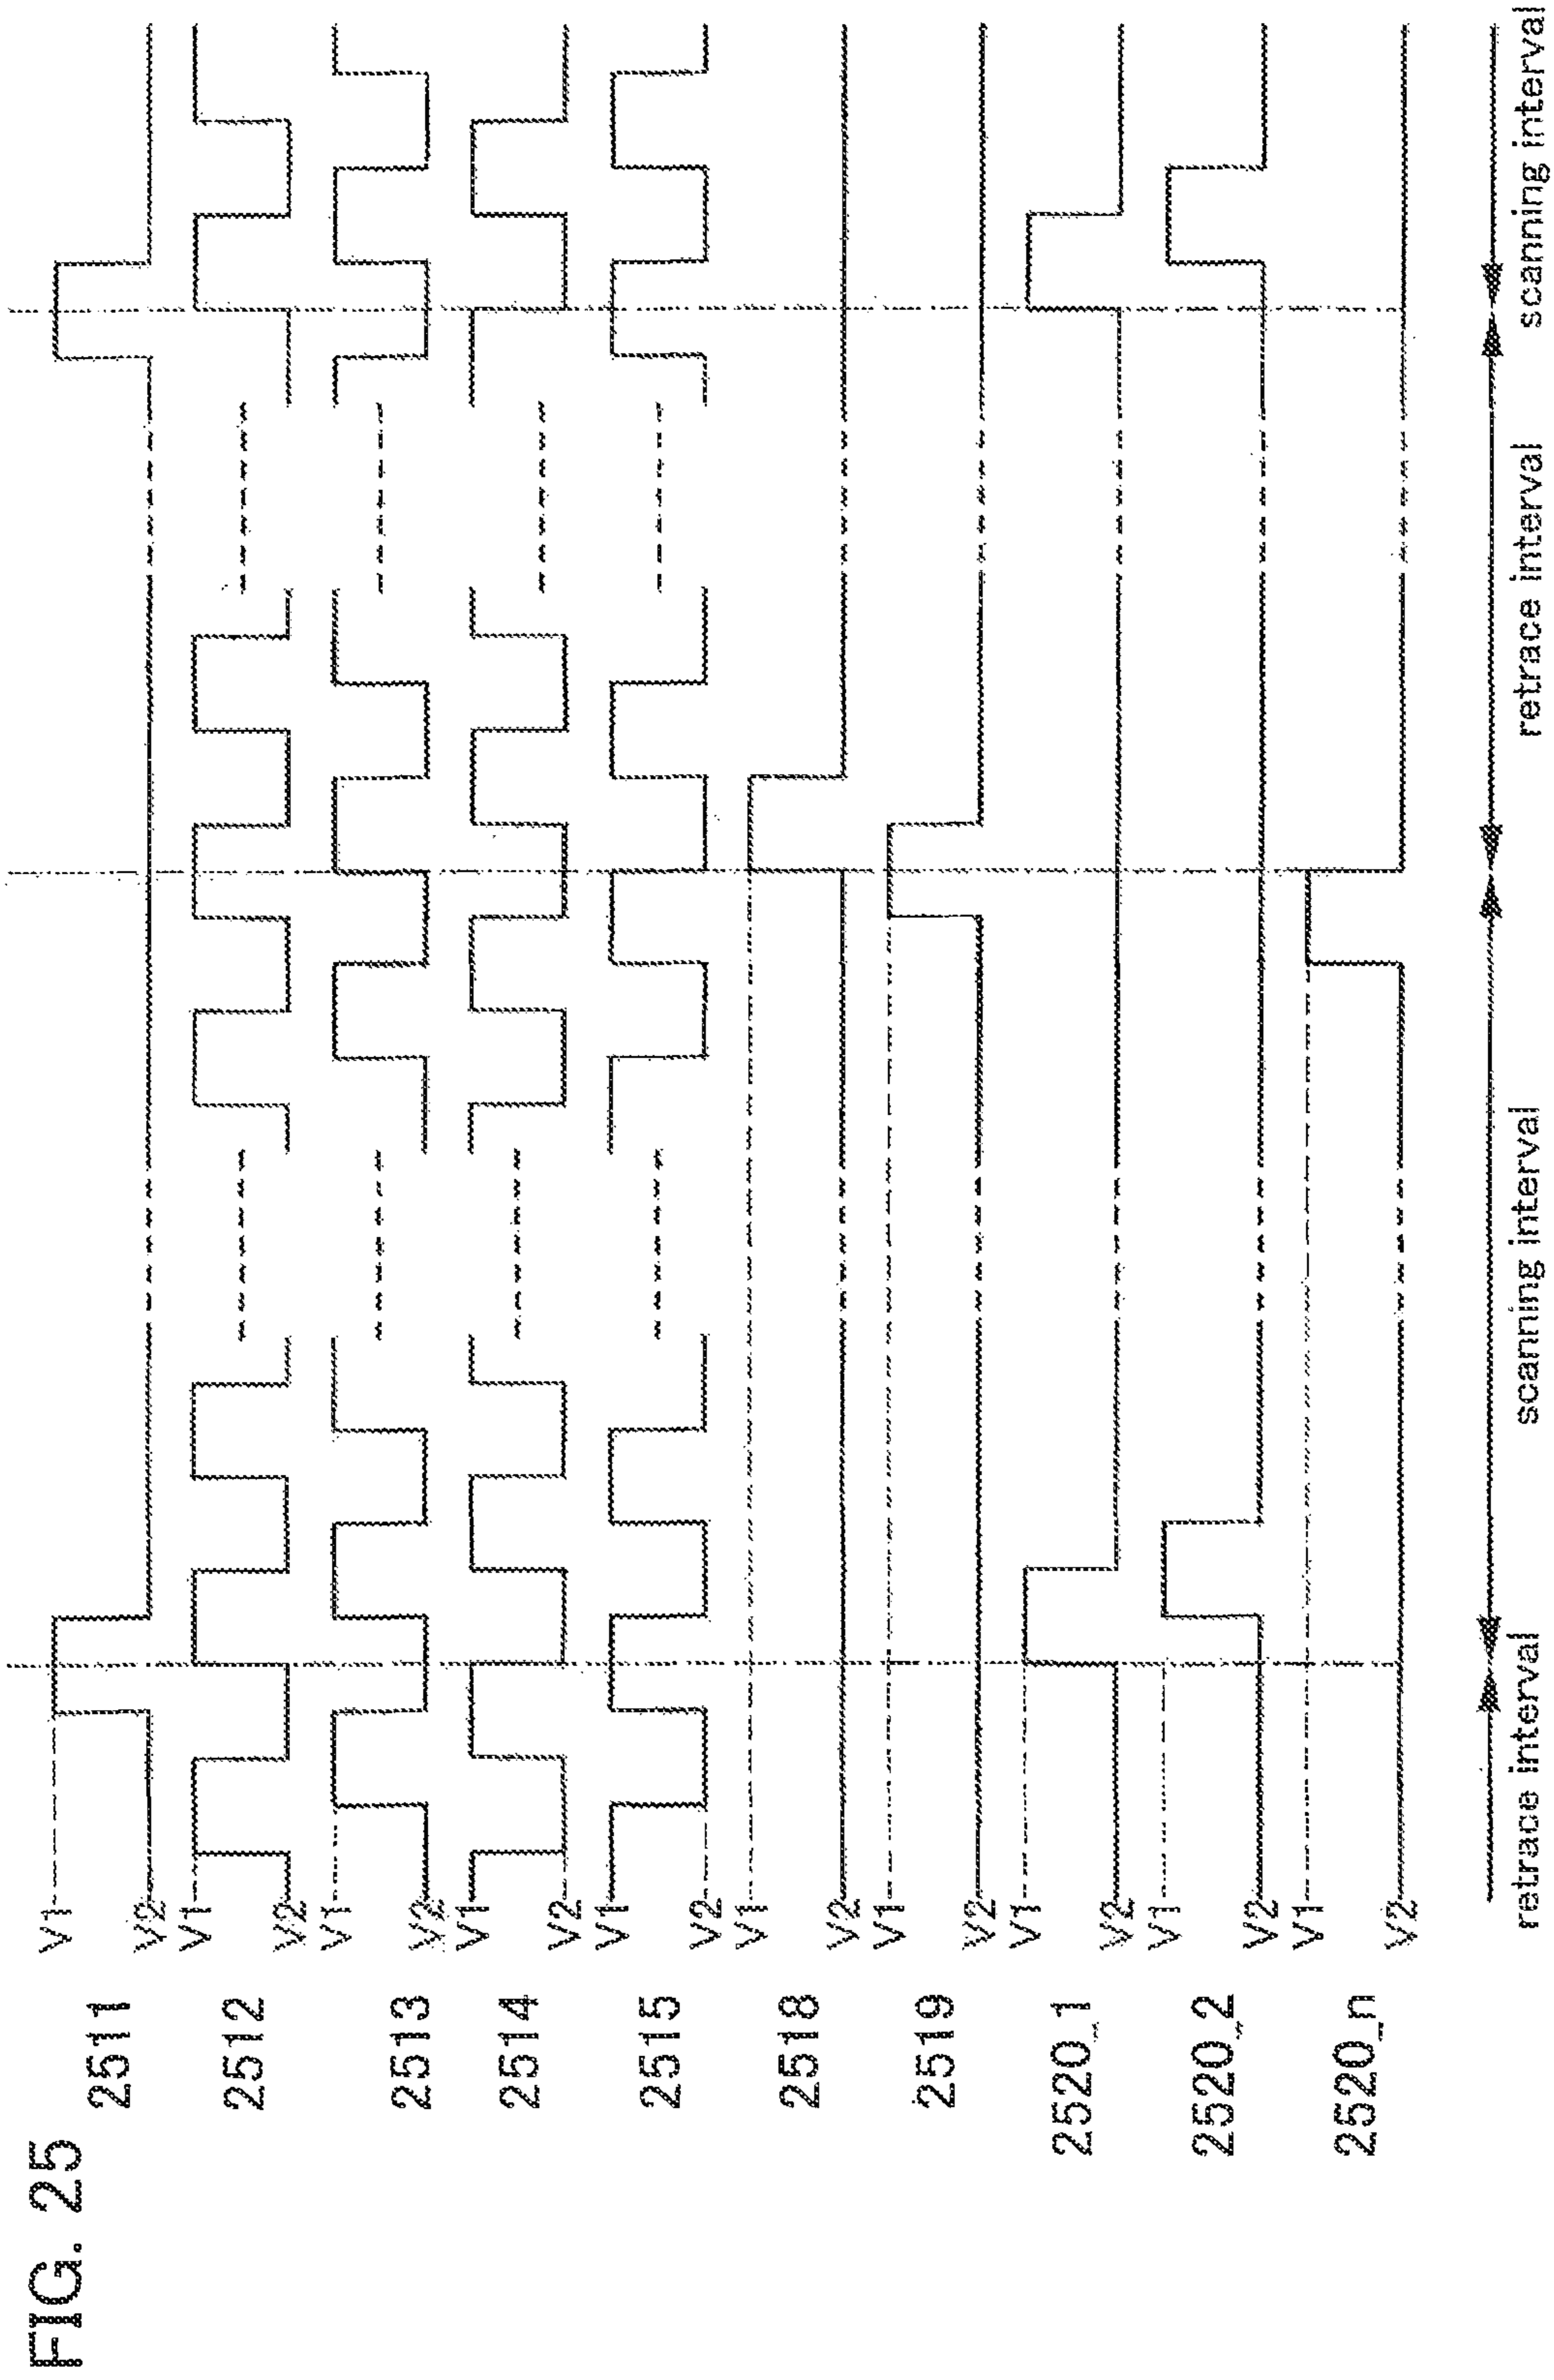 FIG. 25
2511
V1
V2
2512
V1
V2
2513
V1
V2
2514
V1
V2
2515
V1
V2
2518
V1
V2
2519
V1
V2
2520_1
V1
V2
2520_2
V1
V2
2520_n
V1
V2
retrace interval
scanning interval
retrace interval
scanning interval